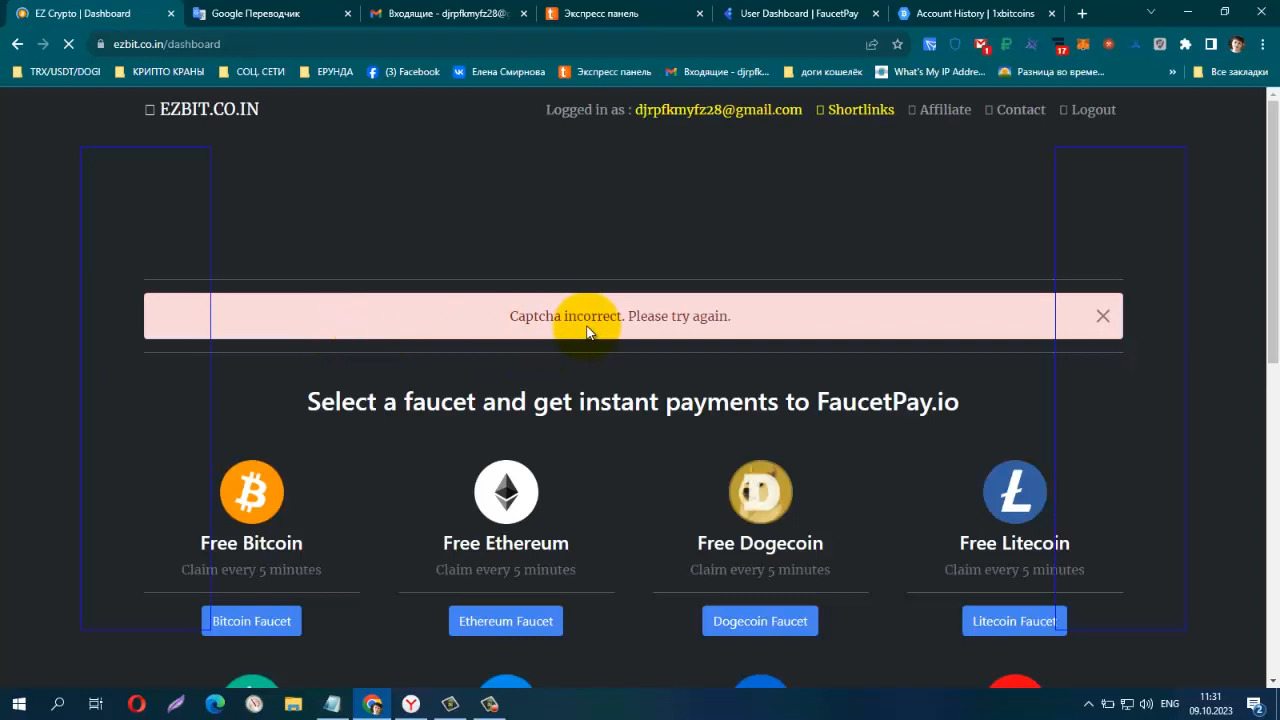 EZ Crypto | Dashboard
Google Переводчик
Входящие - djrpfkmyfz28@g
Экспресс панель
User Dashboard | FaucetPay
Account History | 1xbitcoins
ezbit.co.in/dashboard
1
17
TRX/USDT/DOGI
КРИПТО КРАНЫ
СОЦ. СЕТИ
ЕРУНДА
(3) Facebook
Елена Смирнова
Экспресс панель
Входящие - djrpfk...
доги кошелёк
What's My IP Addre...
Разница во време...
»
Все закладки
EZBIT.CO.IN
Logged in as : djrpfkmyfz28@gmail.com
Shortlinks
Affiliate
Contact
Logout
Captcha incorrect. Please try again.
Select a faucet and get instant payments to FaucetPay.io
Free Bitcoin
Free Ethereum
Free Dogecoin
Free Litecoin
Claim every 5 minutes
Claim every 5 minutes
Claim every 5 minutes
Claim every 5 minutes
Bitcoin Faucet
Ethereum Faucet
Dogecoin Faucet
Litecoin Faucet
ENG
11:31
09.10.2023
2